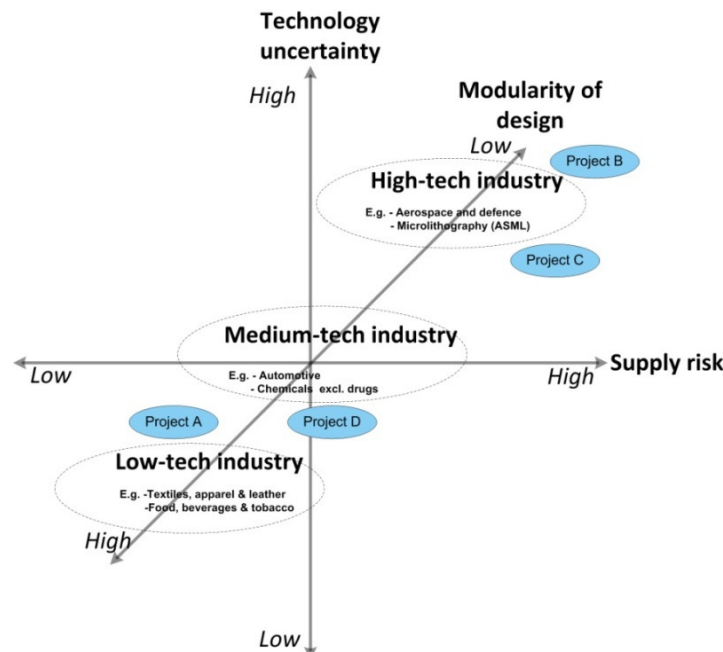 Technology
uncertainty
High
Modularity of
design
Low
Project B
High-tech industry
E.g. - Aerospace and defence
- Microlithography (ASML)
Project C
Medium-tech industry
Low
E.g. - Automotive
- Chemicals excl. drugs
High
Supply risk
Project A
Project D
Low-tech industry
E.g. -Textiles, apparel & leather
-Food, beverages & tobacco
High
Low